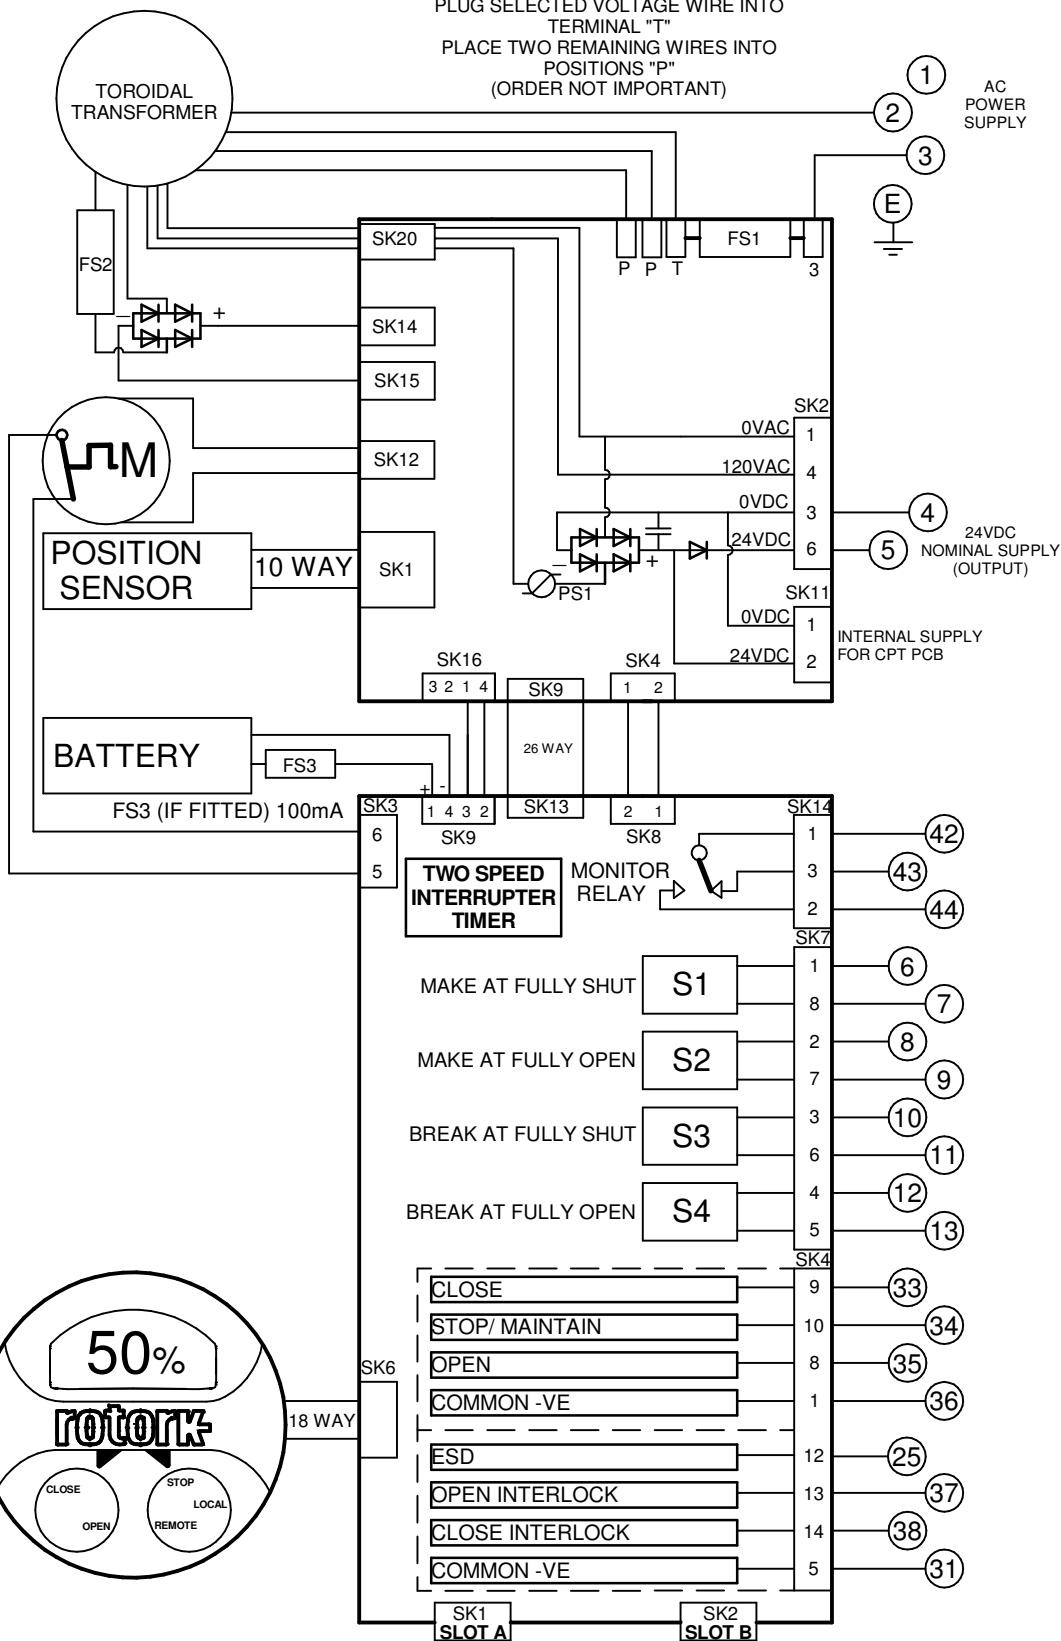 PLUG SELECTED VOLTAGE WIRE INTO
TERMINAL "T"
PLACE TWO REMAINING WIRES INTO
POSITIONS "P"
(ORDER NOT IMPORTANT)
TOROIDAL
TRANSFORMER
1
2
3
E
AC
POWER
SUPPLY
FS2
SK20
P P T
FS1
3
- +
SK14
SK15
SK12
M
POSITION
SENSOR
10 WAY
SK1
SK2
0VAC 1
120VAC 4
0VDC 3
24VDC 6
- +
PS1
4
5
24VDC
NOMINAL SUPPLY
(OUTPUT)
SK11
0VDC 1
24VDC 2
INTERNAL SUPPLY
FOR CPT PCB
SK16
3 2 1 4
SK9
SK4
1 2
26 WAY
BATTERY
FS3
FS3 (IF FITTED) 100mA
+ -
SK3
6
5
1 4 3 2
SK9
SK13
2 1
SK8
TWO SPEED
INTERRUPTER
TIMER
MONITOR
RELAY
SK14
1 42
3 43
2 44
SK7
MAKE AT FULLY SHUT S1
1 6
8 7
MAKE AT FULLY OPEN S2
2 8
7 9
BREAK AT FULLY SHUT S3
3 10
6 11
BREAK AT FULLY OPEN S4
4 12
5 13
SK4
CLOSE 9 33
STOP/ MAINTAIN 10 34
OPEN 8 35
COMMON -VE 1 36
ESD 12 25
OPEN INTERLOCK 13 37
CLOSE INTERLOCK 14 38
COMMON -VE 5 31
50%
rotork
CLOSE
OPEN
STOP
LOCAL
REMOTE
18 WAY
SK6
SK1
SLOT A
SK2
SLOT B